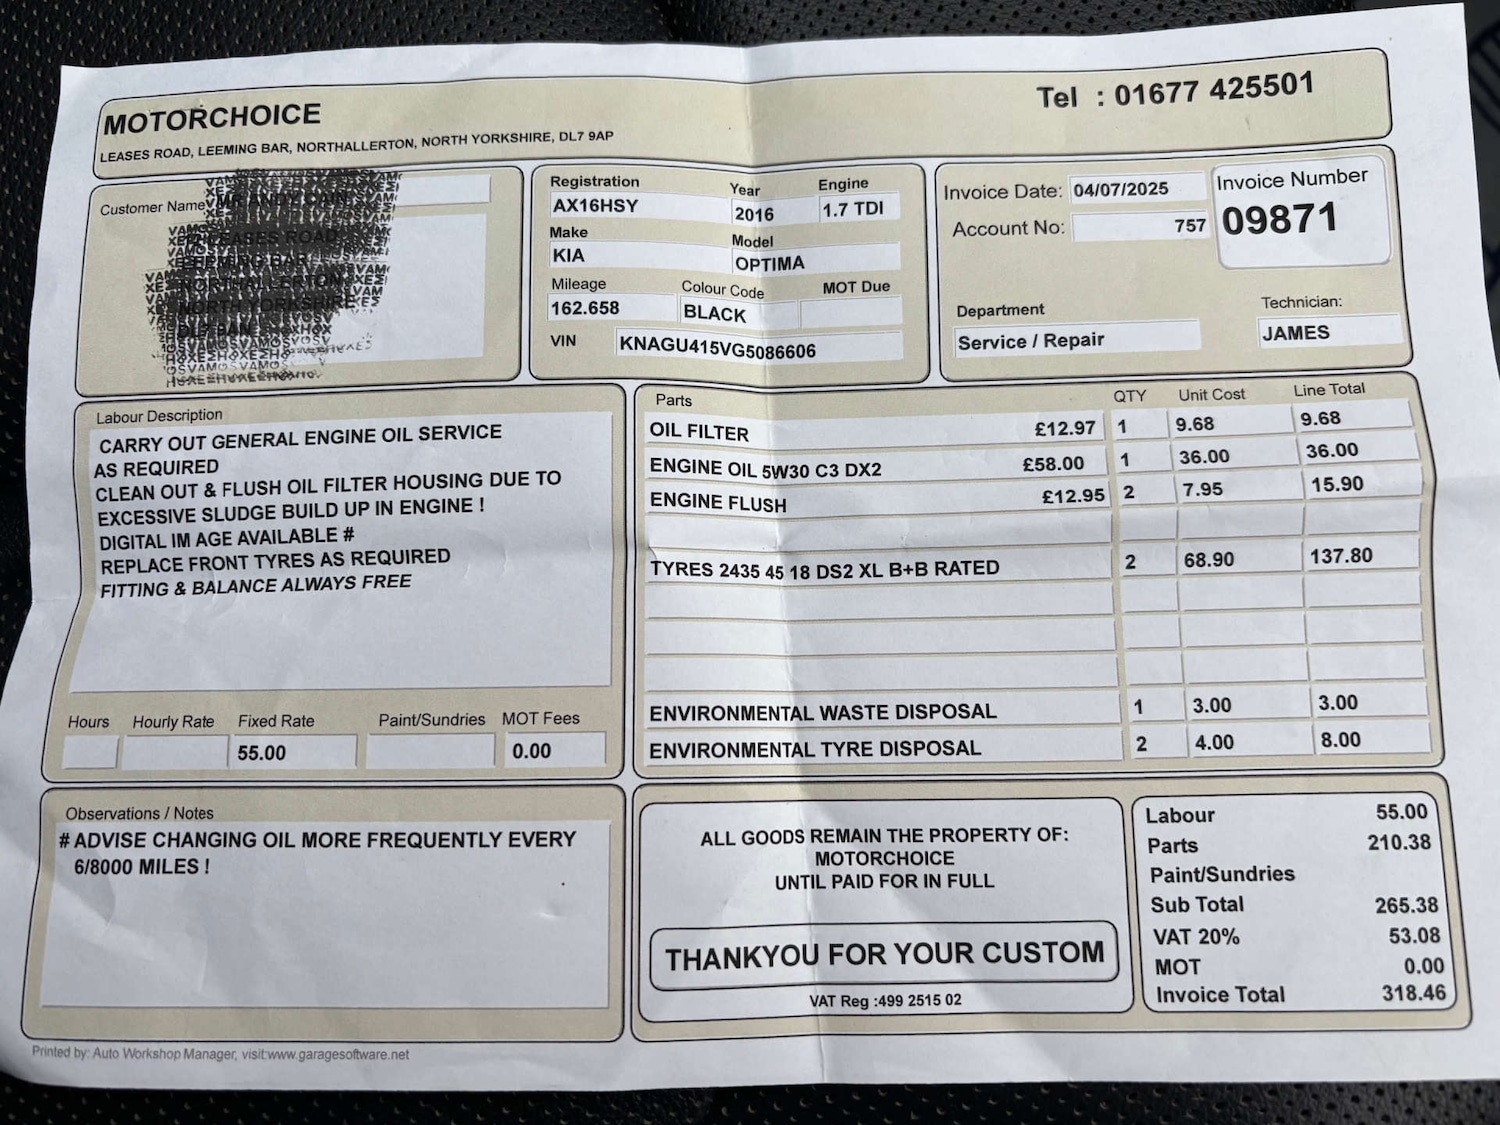 MOTORCHOICE
LEASES ROAD, LEEMING BAR, NORTHALLERTON, NORTH YORKSHIRE, DL7 9AP
Tel : 01677 425501
Customer Name
Registration
AX16HSY
Year
2016
Engine
1.7 TDI
Make
KIA
Model
OPTIMA
Mileage
162.658
Colour Code
BLACK
MOT Due
VIN
KNAGU415VG5086606
Invoice Date: 04/07/2025
Account No: 757
Invoice Number
09871
Department
Service / Repair
Technician:
JAMES
Labour Description
CARRY OUT GENERAL ENGINE OIL SERVICE
AS REQUIRED
CLEAN OUT & FLUSH OIL FILTER HOUSING DUE TO
EXCESSIVE SLUDGE BUILD UP IN ENGINE !
DIGITAL IM AGE AVAILABLE #
REPLACE FRONT TYRES AS REQUIRED
FITTING & BALANCE ALWAYS FREE
Hours Hourly Rate Fixed Rate Paint/Sundries MOT Fees
55.00 0.00
Parts QTY Unit Cost Line Total
OIL FILTER £12.97 1 9.68 9.68
ENGINE OIL 5W30 C3 DX2 £58.00 1 36.00 36.00
ENGINE FLUSH £12.95 2 7.95 15.90
TYRES 2435 45 18 DS2 XL B+B RATED 2 68.90 137.80
ENVIRONMENTAL WASTE DISPOSAL 1 3.00 3.00
ENVIRONMENTAL TYRE DISPOSAL 2 4.00 8.00
Observations / Notes
# ADVISE CHANGING OIL MORE FREQUENTLY EVERY
6/8000 MILES !
ALL GOODS REMAIN THE PROPERTY OF:
MOTORCHOICE
UNTIL PAID FOR IN FULL
THANKYOU FOR YOUR CUSTOM
VAT Reg :499 2515 02
Labour 55.00
Parts 210.38
Paint/Sundries
Sub Total 265.38
VAT 20% 53.08
MOT 0.00
Invoice Total 318.46
Printed by: Auto Workshop Manager, visit:www.garagesoftware.net